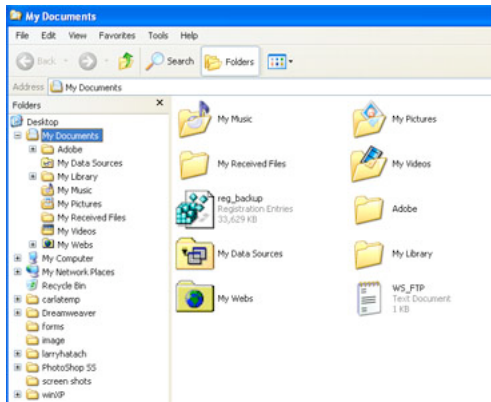 My Documents
File Edit View Favorites Tools Help
Back Search Folders
Address My Documents
Folders
Desktop
My Documents
Adobe
My Data Sources
My Library
My Music
My Pictures
My Received Files
My Videos
My Webs
My Computer
My Network Places
Recycle Bin
carlatemp
Dreamweaver
forms
image
larryhatach
PhotoShop SS
screen shots
winXP
My Music
My Pictures
My Received Files
My Videos
reg_backup
Registration Entries
33,629 KB
Adobe
My Data Sources
My Library
My Webs
WS_FTP
Text Document
1 KB